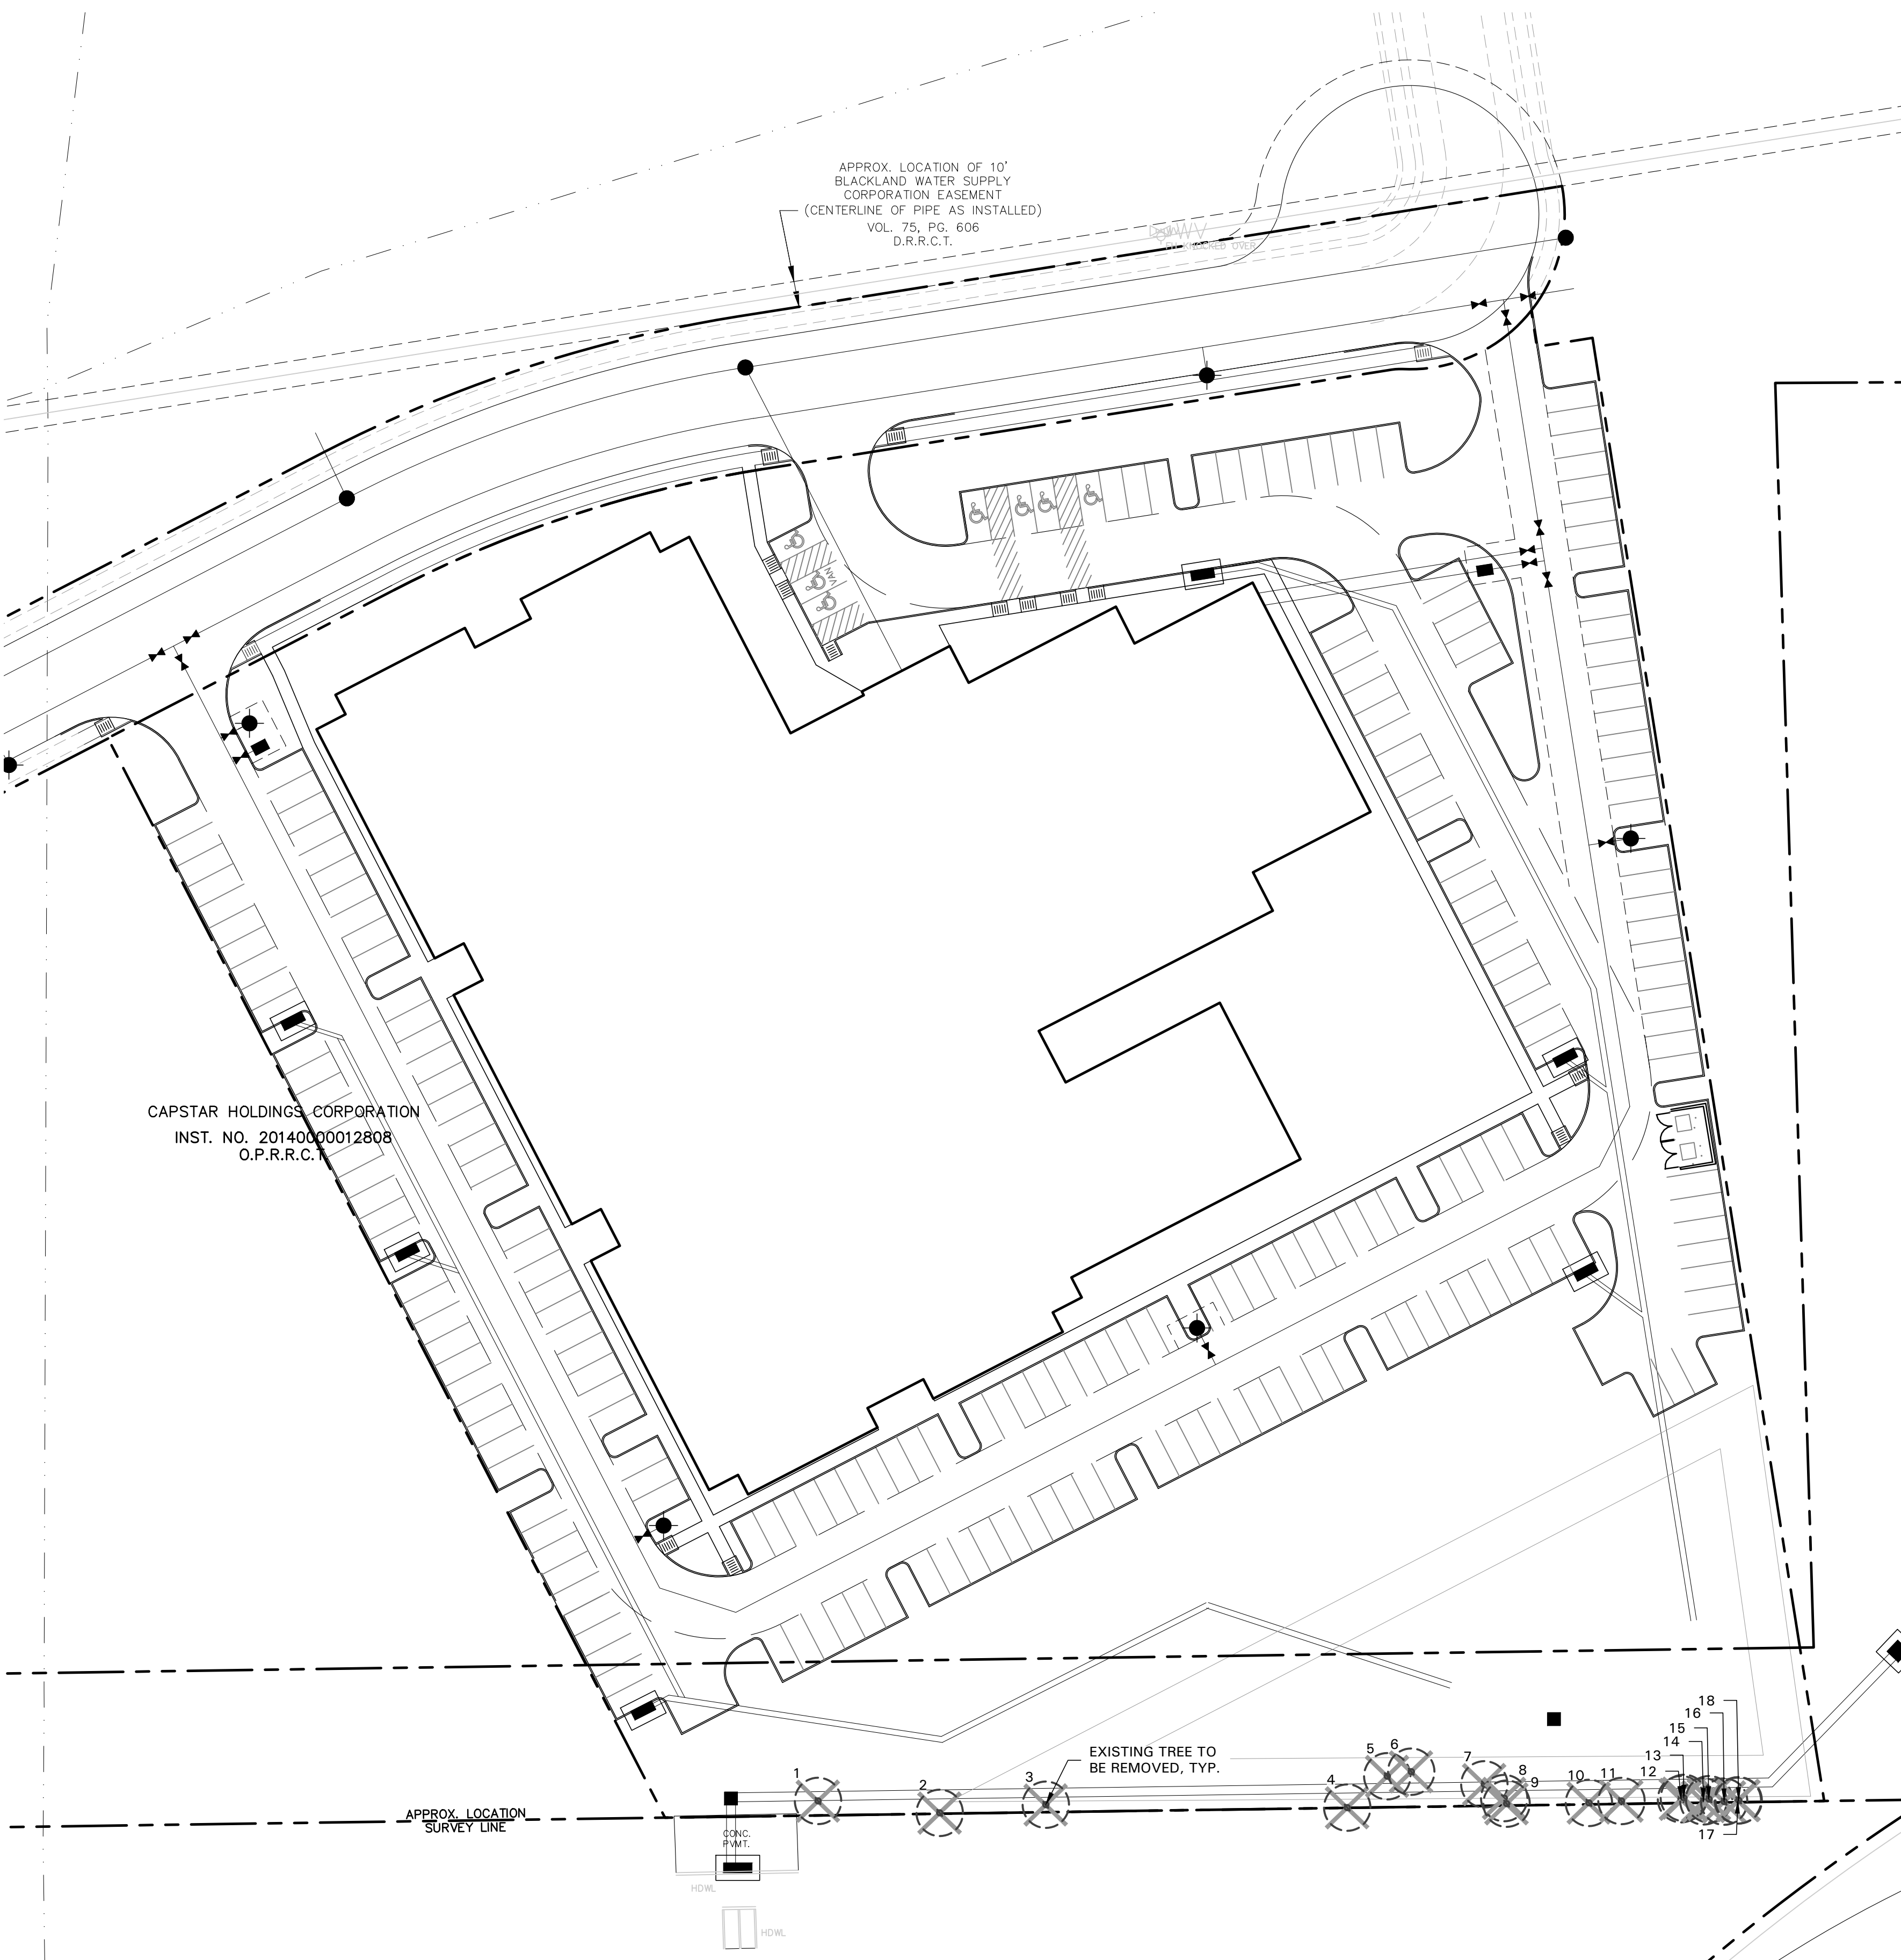 APPROX. LOCATION OF 10'
BLACKLAND WATER SUPPLY
CORPORATION EASEMENT
(CENTERLINE OF PIPE AS INSTALLED)
VOL. 75, PG. 606
D.R.R.C.T.
FH KNOCKED OVER
VAN
CAPSTAR HOLDINGS CORPORATION
INST. NO. 20140000012808
O.P.R.R.C.T
EXISTING TREE TO
BE REMOVED, TYP.
1
2
3
4
5
6
7
8
9
10
11
12
13
14
15
16
18
17
APPROX. LOCATION
SURVEY LINE
CONC.
PVMT.
HDWL
HDWL